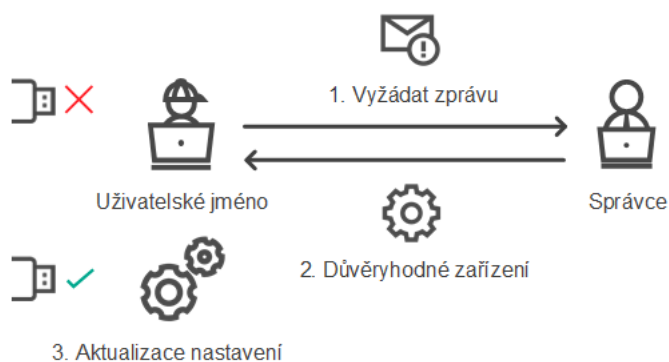 1. Vyžádat zprávu
Uživatelské jméno
Správce
2. Důvěryhodné zařízení
3. Aktualizace nastavení